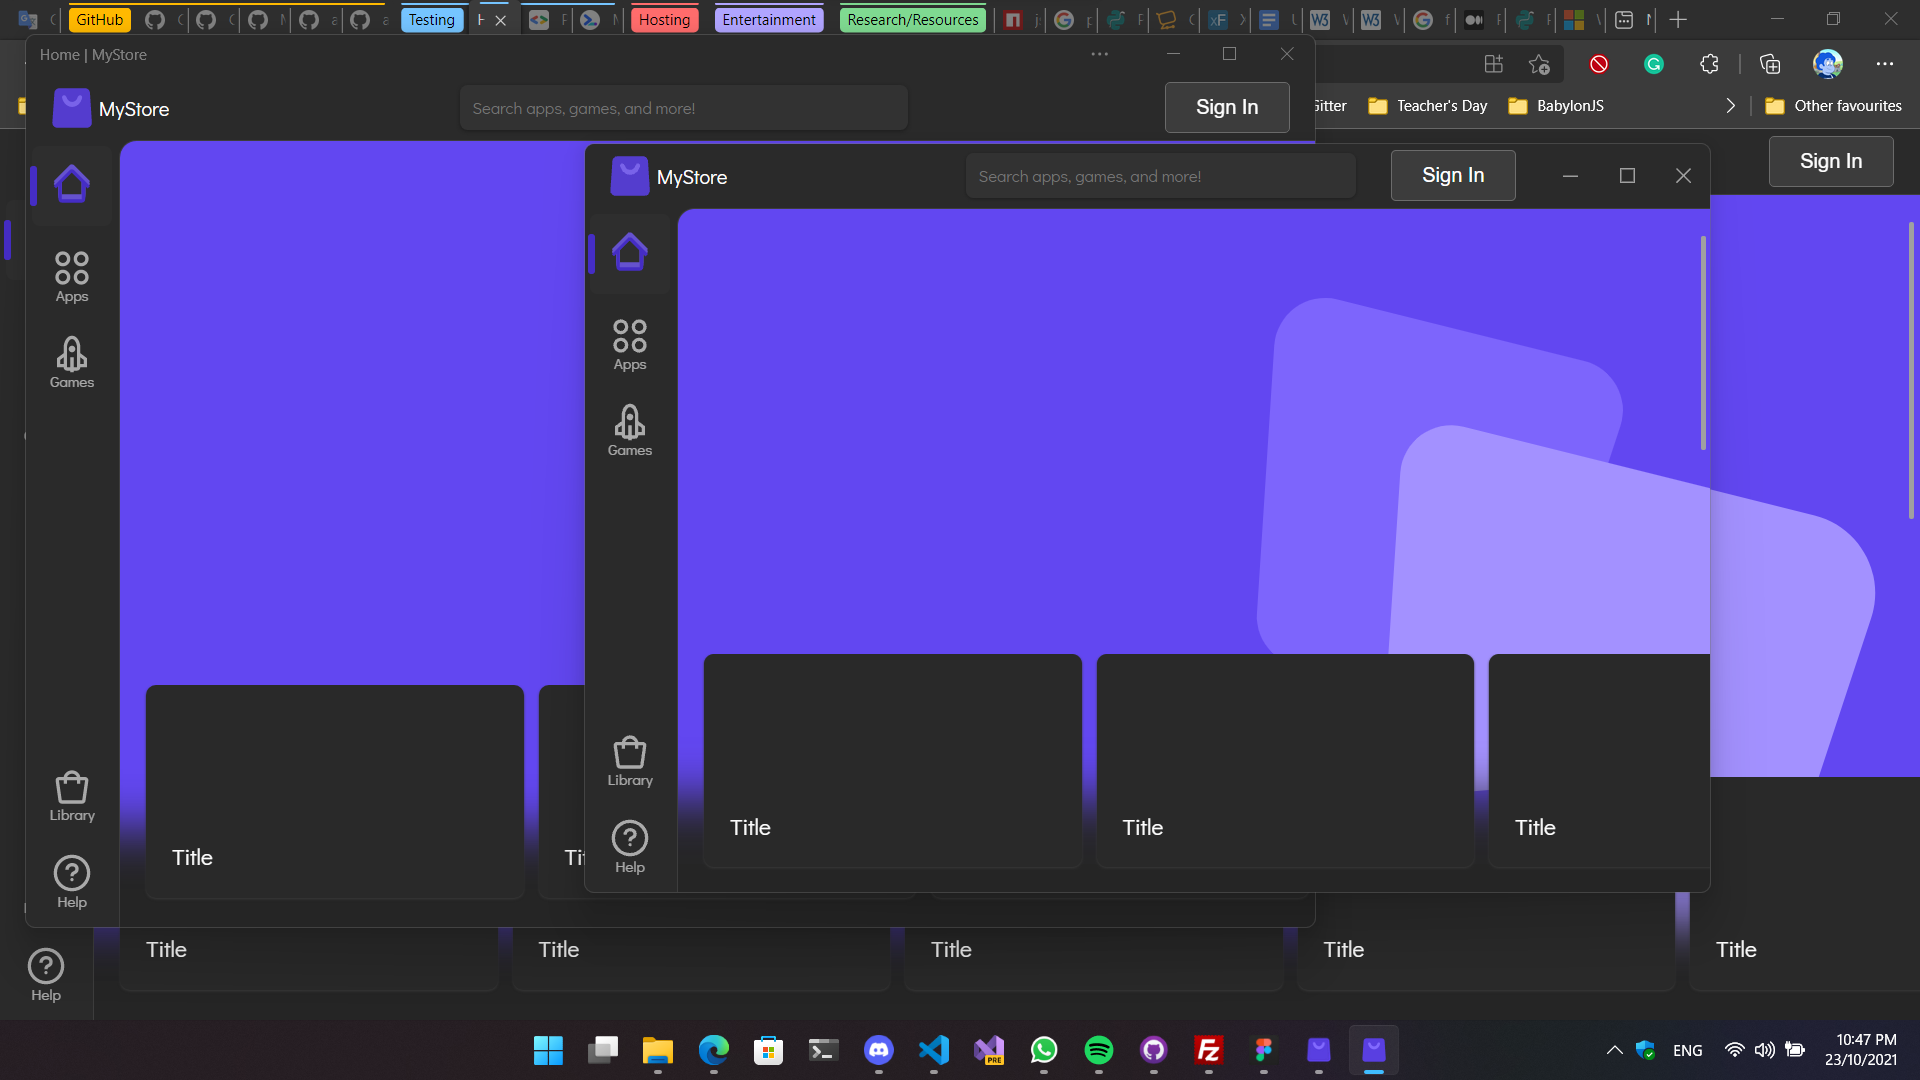 GitHub Testing Hosting Entertainment Research/Resources
Home | MyStore
MyStore
Search apps, games, and more!
Sign In
Gitter Teacher's Day BabylonJS Other favourites
Sign In
MyStore
Search apps, games, and more!
Sign In
Apps
Games
Apps
Games
Library
Help
Library
Help
Title
Title
Title
Title
Title
Title
Title
Title
Title
Help
ENG
10:47 PM
23/10/2021